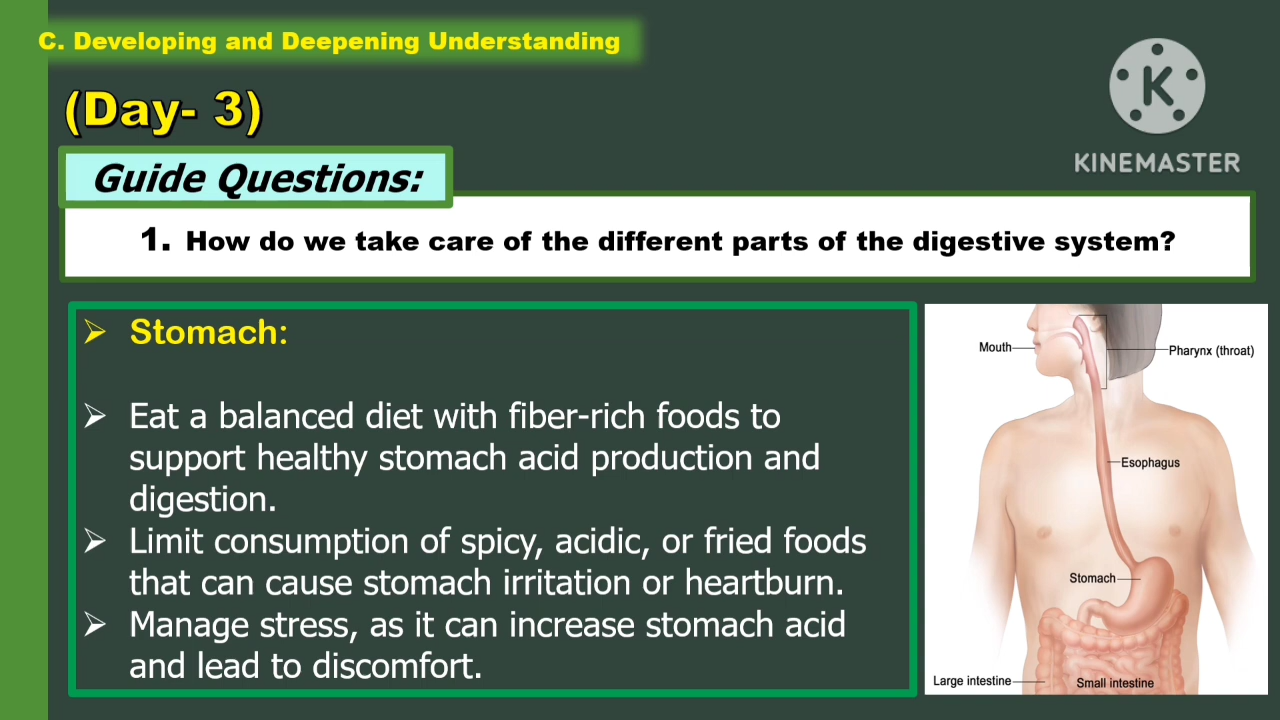 C. Developing and Deepening Understanding
(Day- 3)
K
KINEMASTER
Guide Questions:
1. How do we take care of the different parts of the digestive system?
➢ Stomach:
➢ Eat a balanced diet with fiber-rich foods to
support healthy stomach acid production and
digestion.
➢ Limit consumption of spicy, acidic, or fried foods
that can cause stomach irritation or heartburn.
➢ Manage stress, as it can increase stomach acid
and lead to discomfort.
Mouth
Pharynx (throat)
Esophagus
Stomach
Large intestine
Small intestine